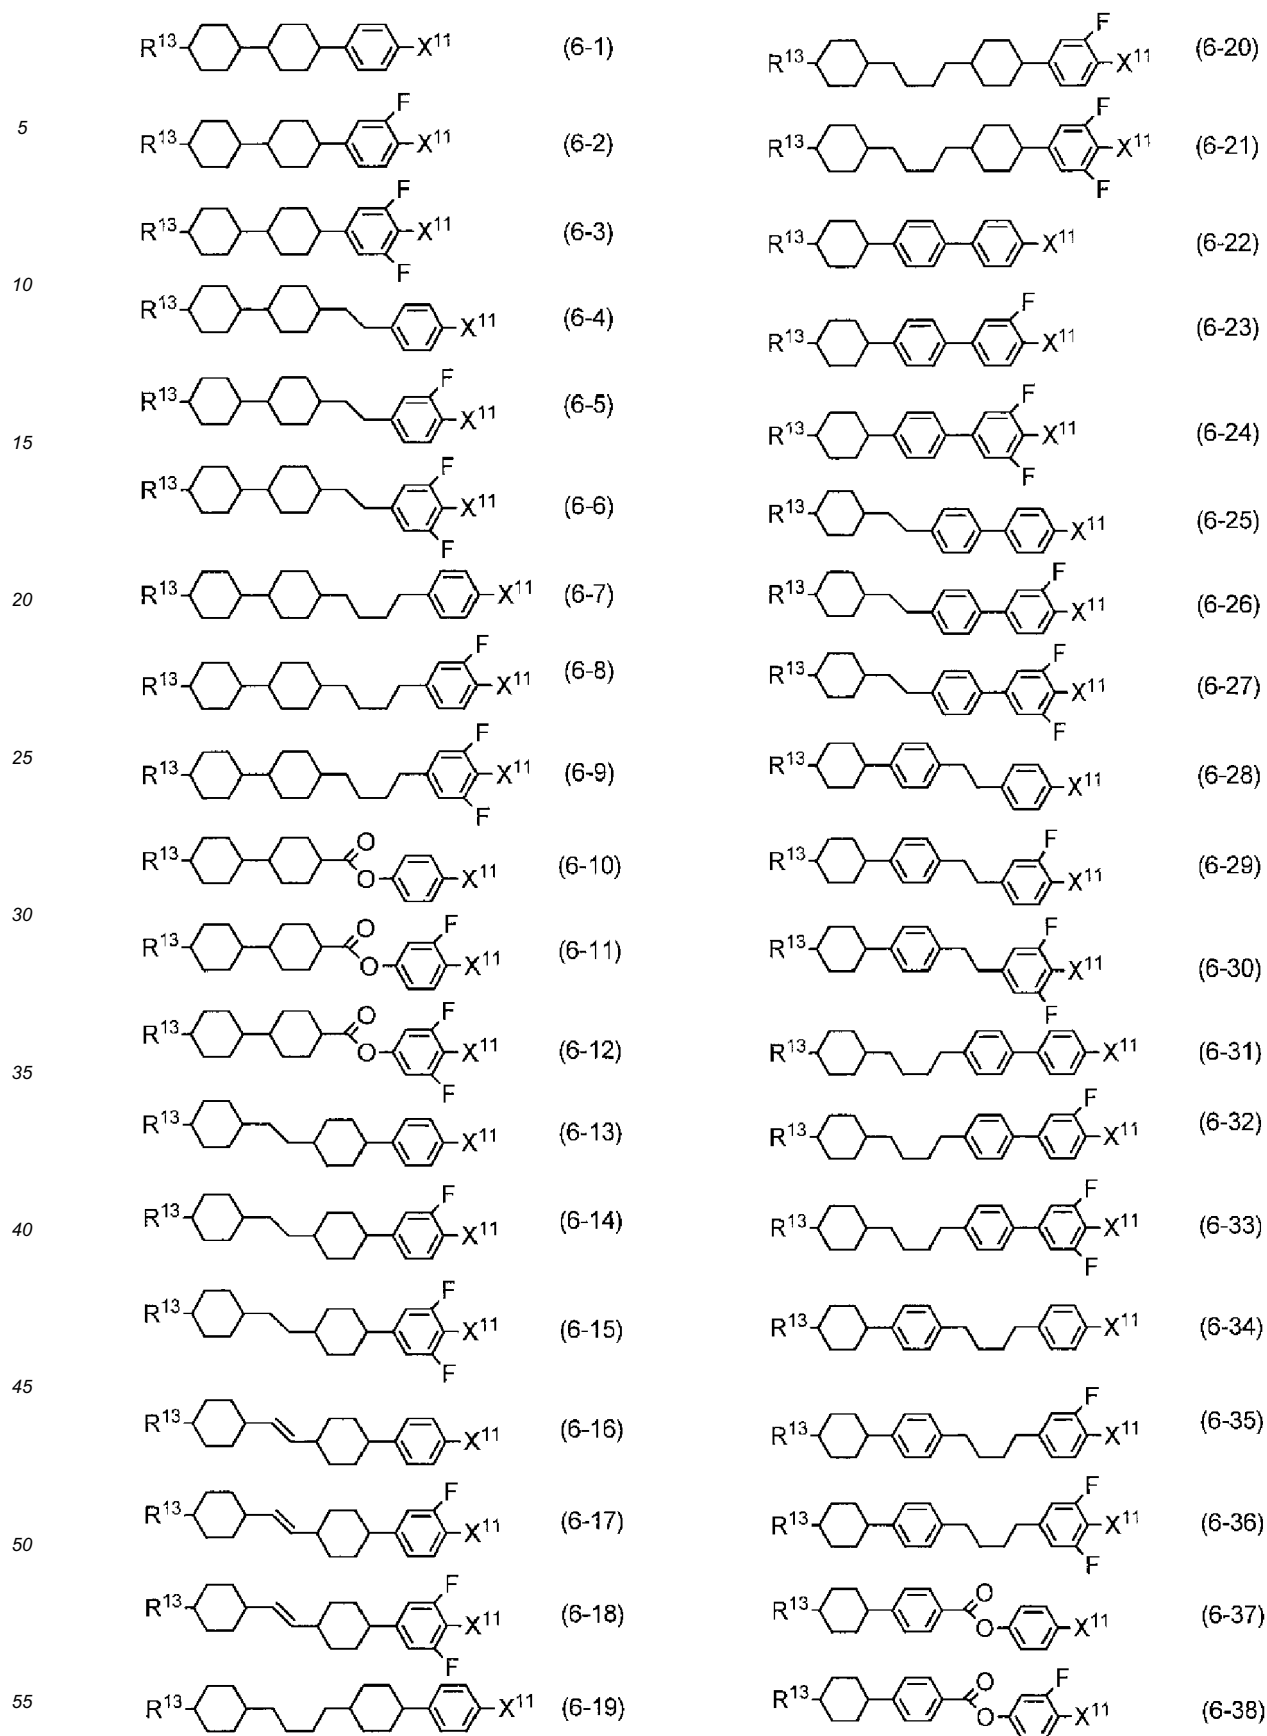 R13 X11 (6-1)
F
5
R13 X11 (6-2)
F
R13 X11 (6-3)
F
10
R13 X11 (6-4)
F
R13 X11 (6-5)
15
F
R13 X11 (6-6)
F
20
R13 X11 (6-7)
F
R13 X11 (6-8)
25
F
R13 X11 (6-9)
F
O
R13 O X11 (6-10)
30
O F
R13 O X11 (6-11)
O F
R13 O X11 (6-12)
35
F
R13 X11 (6-13)
F
40
R13 X11 (6-14)
F
R13 X11 (6-15)
F
45
R13 X11 (6-16)
F
R13 X11 (6-17)
50
F
R13 X11 (6-18)
F
55
R13 X11 (6-19)
F
R13 X11 (6-20)
F
R13 X11 (6-21)
F
R13 X11 (6-22)
F
R13 X11 (6-23)
F
R13 X11 (6-24)
F
R13 X11 (6-25)
F
R13 X11 (6-26)
F
R13 X11 (6-27)
F
R13 X11 (6-28)
F
R13 X11 (6-29)
F
R13 X11 (6-30)
F
R13 X11 (6-31)
F
R13 X11 (6-32)
F
R13 X11 (6-33)
F
R13 X11 (6-34)
F
R13 X11 (6-35)
F
R13 X11 (6-36)
F
O
R13 O X11 (6-37)
O F
R13 O X11 (6-38)